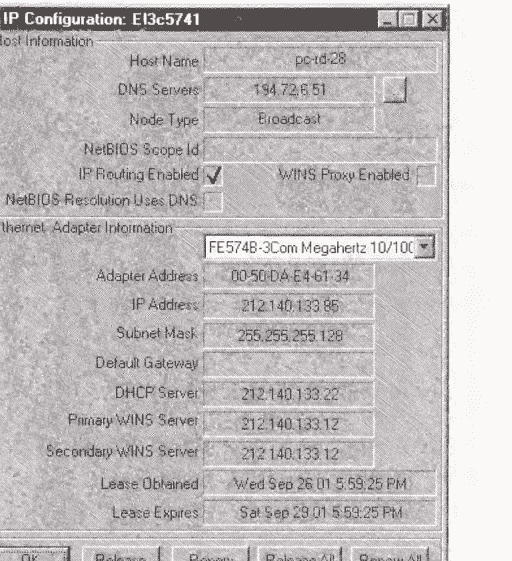 IP Configuration: EI3c5741
Host Information
Host Name pc-rd-28
DNS Servers 194.72.6.51
Node Type Broadcast
NetBIOS Scope Id
IP Routing Enabled WINS Proxy Enabled
NetBIOS Resolution Uses DNS
Ethernet Adapter Information
FE574B-3Com Megahertz 10/100
Adapter Address 00-50-DA-E4-61-34
IP Address 212.140.133.85
Subnet Mask 255.255.255.128
Default Gateway
DHCP Server 212.140.133.22
Primary WINS Server 212.140.133.12
Secondary WINS Server 212.140.133.12
Lease Obtained Wed Sep 26 01 5:59:25 PM
Lease Expires Sat Sep 29 01 5:59:25 PM
OK Release Renew Release All Renew All